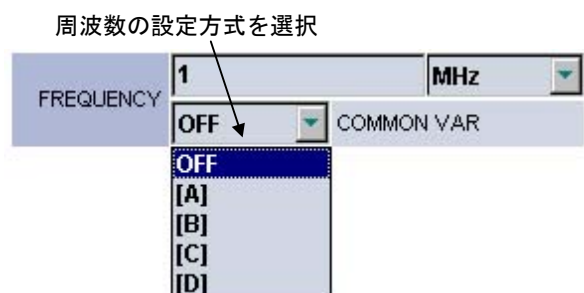 周波数の設定方式を選択
FREQUENCY
1 MHz
OFF COMMON VAR
OFF
[A]
[B]
[C]
[D]